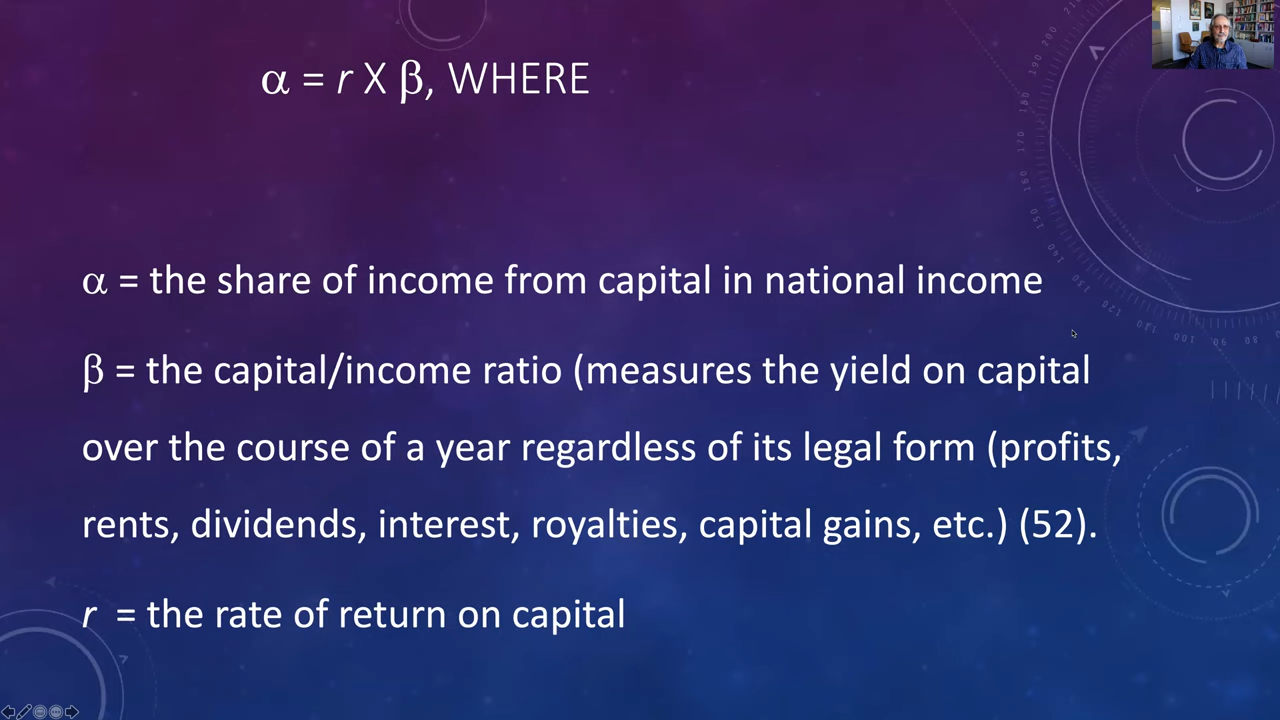 α = r X β, WHERE
α = the share of income from capital in national income
β = the capital/income ratio (measures the yield on capital
over the course of a year regardless of its legal form (profits,
rents, dividends, interest, royalties, capital gains, etc.) (52).
r = the rate of return on capital